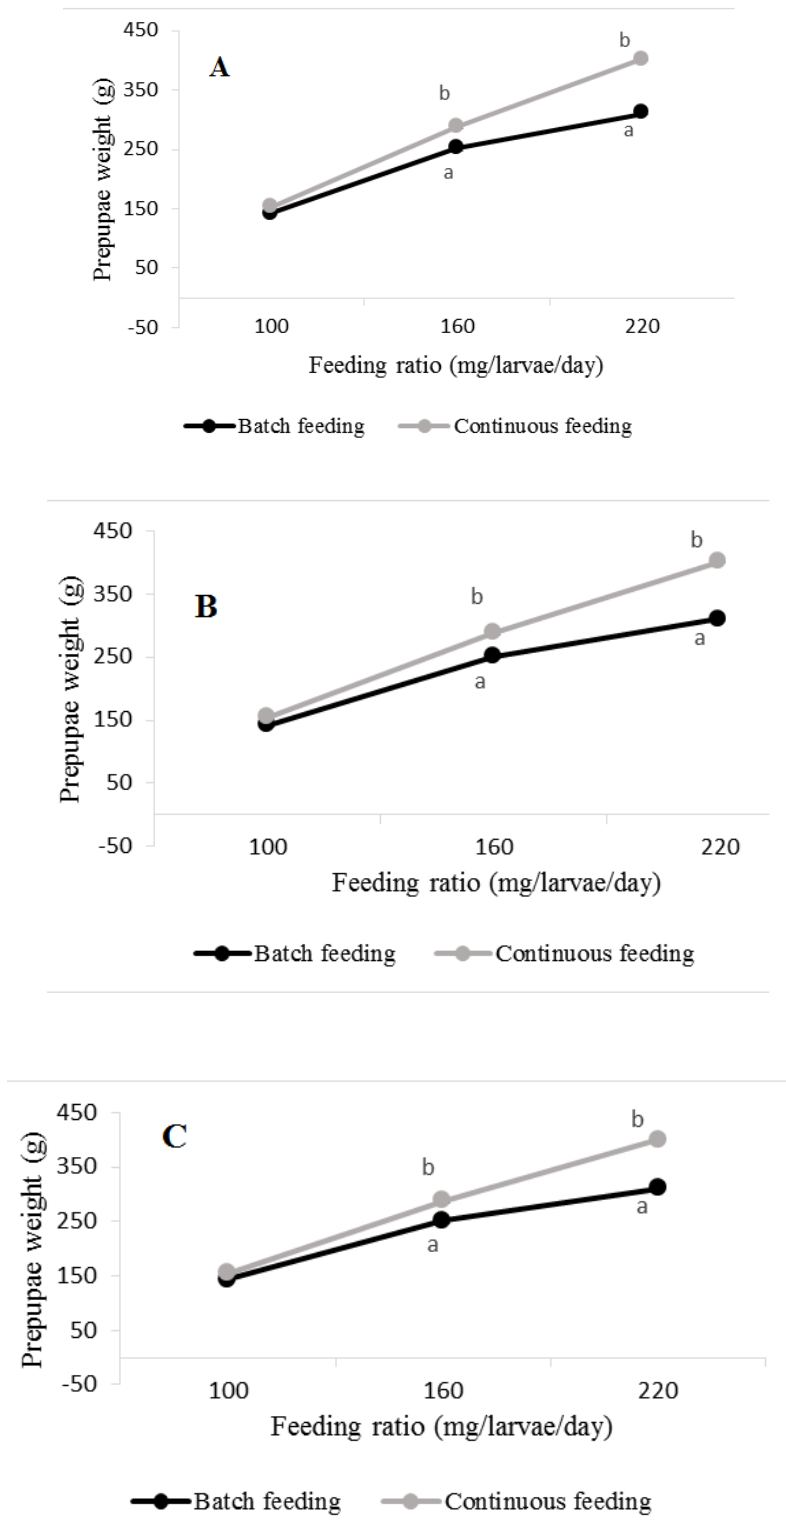 450
A
b
350
b
250
a
a
150
50
-50
100 160 220
Prepupae weight (g)
Feeding ratio (mg/larvae/day)
Batch feeding Continuous feeding
450
B
b
350
b
250
a
a
150
50
-50
100 160 220
Prepupae weight (g)
Feeding ratio (mg/larvae/day)
Batch feeding Continuous feeding
450
C
b
350
b
250
a
a
150
50
-50
100 160 220
Prepupae weight (g)
Feeding ratio (mg/larvae/day)
Batch feeding Continuous feeding